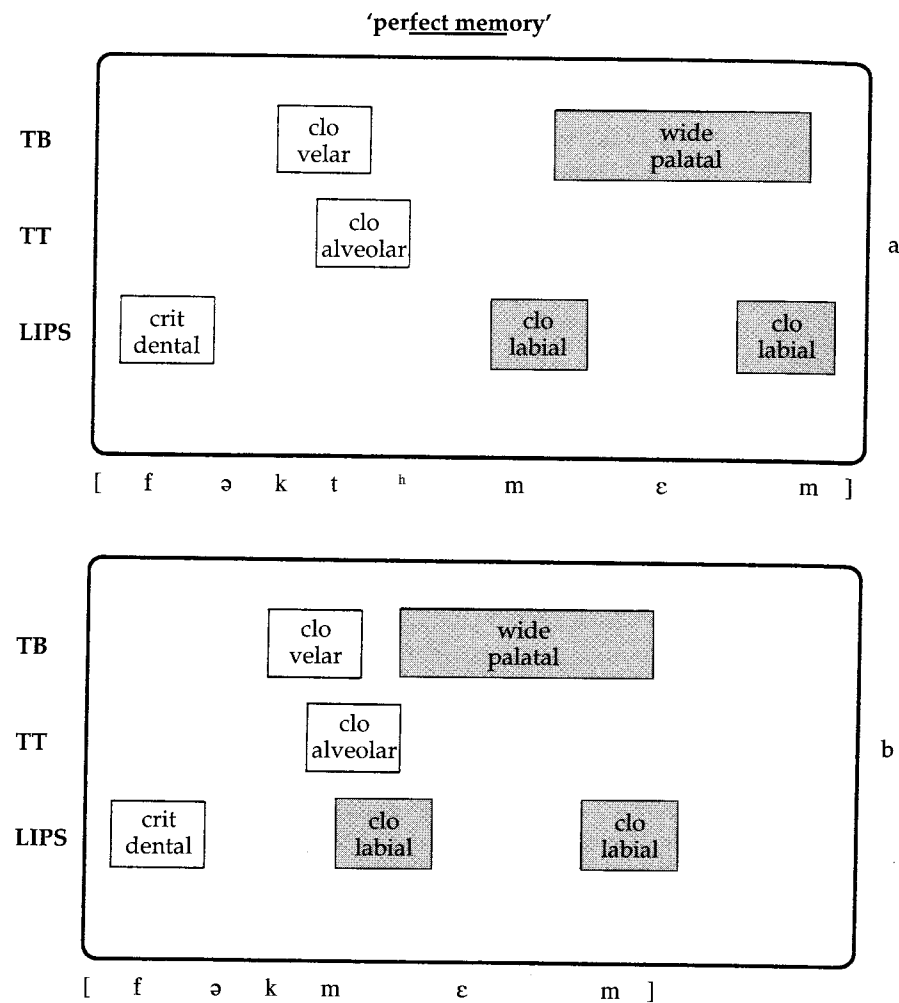 'perfect memory'
TB
clo
velar
wide
palatal
TT
clo
alveolar
a
LIPS
crit
dental
clo
labial
clo
labial
[ f ə k t ʰ m ɛ m ]
TB
clo
velar
wide
palatal
TT
clo
alveolar
b
LIPS
crit
dental
clo
labial
clo
labial
[ f ə k m ɛ m ]